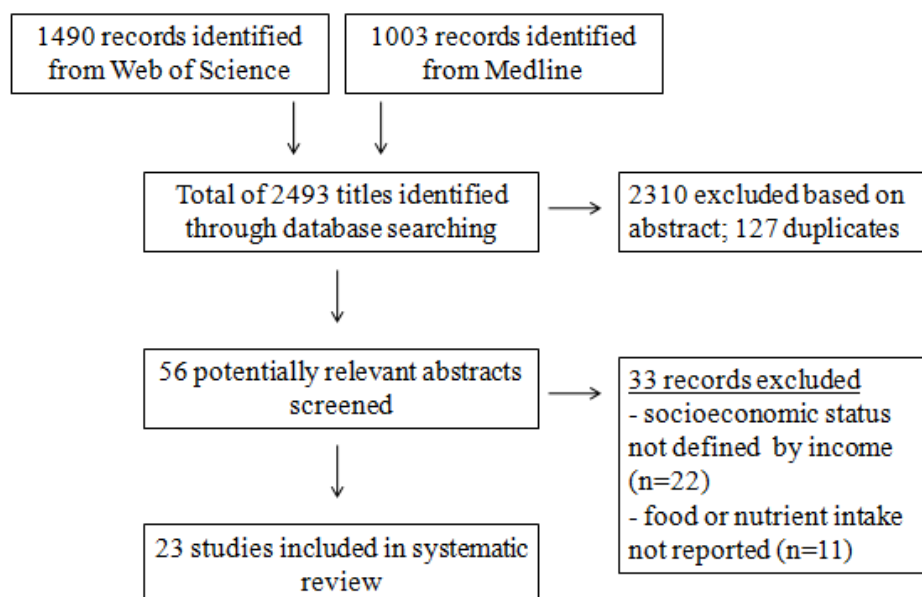 1490 records identified
from Web of Science
1003 records identified
from Medline
Total of 2493 titles identified
through database searching
2310 excluded based on
abstract; 127 duplicates
56 potentially relevant abstracts
screened
33 records excluded
- socioeconomic status
not defined by income
(n=22)
- food or nutrient intake
not reported (n=11)
23 studies included in systematic
review